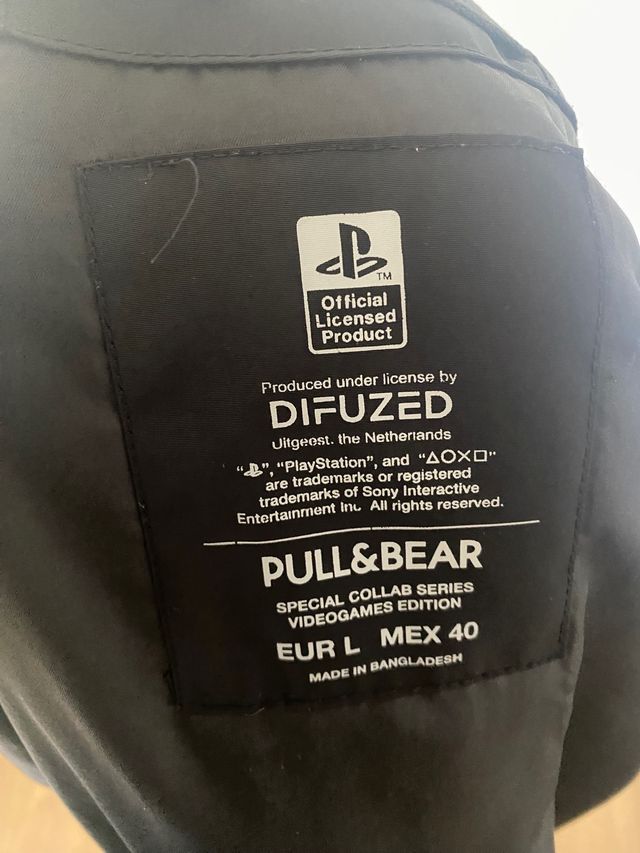 TM
Official
Licensed
Product
Produced under license by
DIFUZED
Uitgeest, the Netherlands
“ ”, “PlayStation”, and “△○✕□”
are trademarks or registered
trademarks of Sony Interactive
Entertainment Inc. All rights reserved.
PULL&BEAR
SPECIAL COLLAB SERIES
VIDEOGAMES EDITION
EUR L MEX 40
MADE IN BANGLADESH